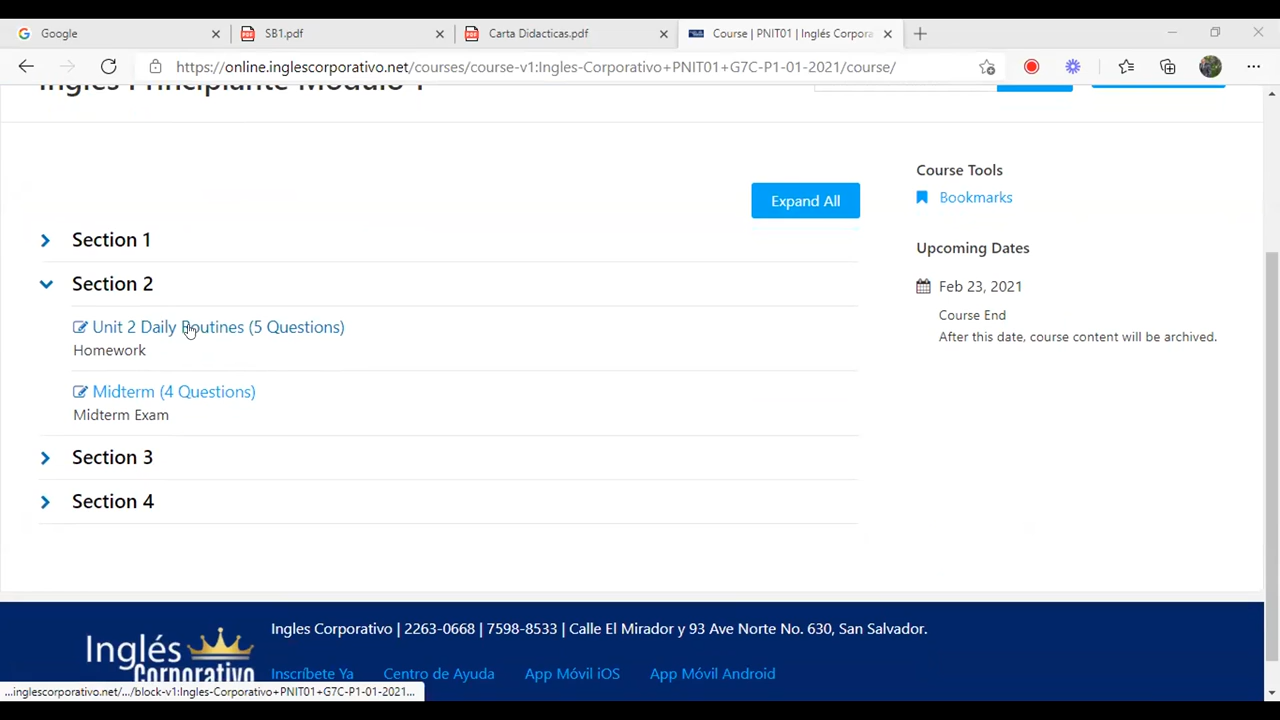 Google
SB1.pdf
Carta Didacticas.pdf
Course | PNIT01 | Inglés Corpora
https://online.inglescorporativo.net/courses/course-v1:Ingles-Corporativo+PNIT01+G7C-P1-01-2021/course/
Inglés Principiante Módulo 1
Expand All
Section 1
Section 2
Unit 2 Daily Routines (5 Questions)
Homework
Midterm (4 Questions)
Midterm Exam
Section 3
Section 4
Course Tools
Bookmarks
Upcoming Dates
Feb 23, 2021
Course End
After this date, course content will be archived.
Inglés
Corporativo
Ingles Corporativo | 2263-0668 | 7598-8533 | Calle El Mirador y 93 Ave Norte No. 630, San Salvador.
Inscríbete Ya
Centro de Ayuda
App Móvil iOS
App Móvil Android
...inglescorporativo.net/.../block-v1:Ingles-Corporativo+PNIT01+G7C-P1-01-2021...